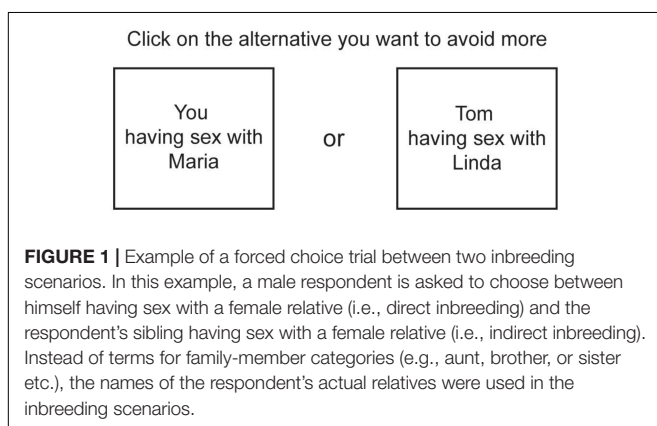 Click on the alternative you want to avoid more
You
having sex with
Maria
or
Tom
having sex with
Linda
FIGURE 1 | Example of a forced choice trial between two inbreeding
scenarios. In this example, a male respondent is asked to choose between
himself having sex with a female relative (i.e., direct inbreeding) and the
respondent's sibling having sex with a female relative (i.e., indirect inbreeding).
Instead of terms for family-member categories (e.g., aunt, brother, or sister
etc.), the names of the respondent's actual relatives were used in the
inbreeding scenarios.